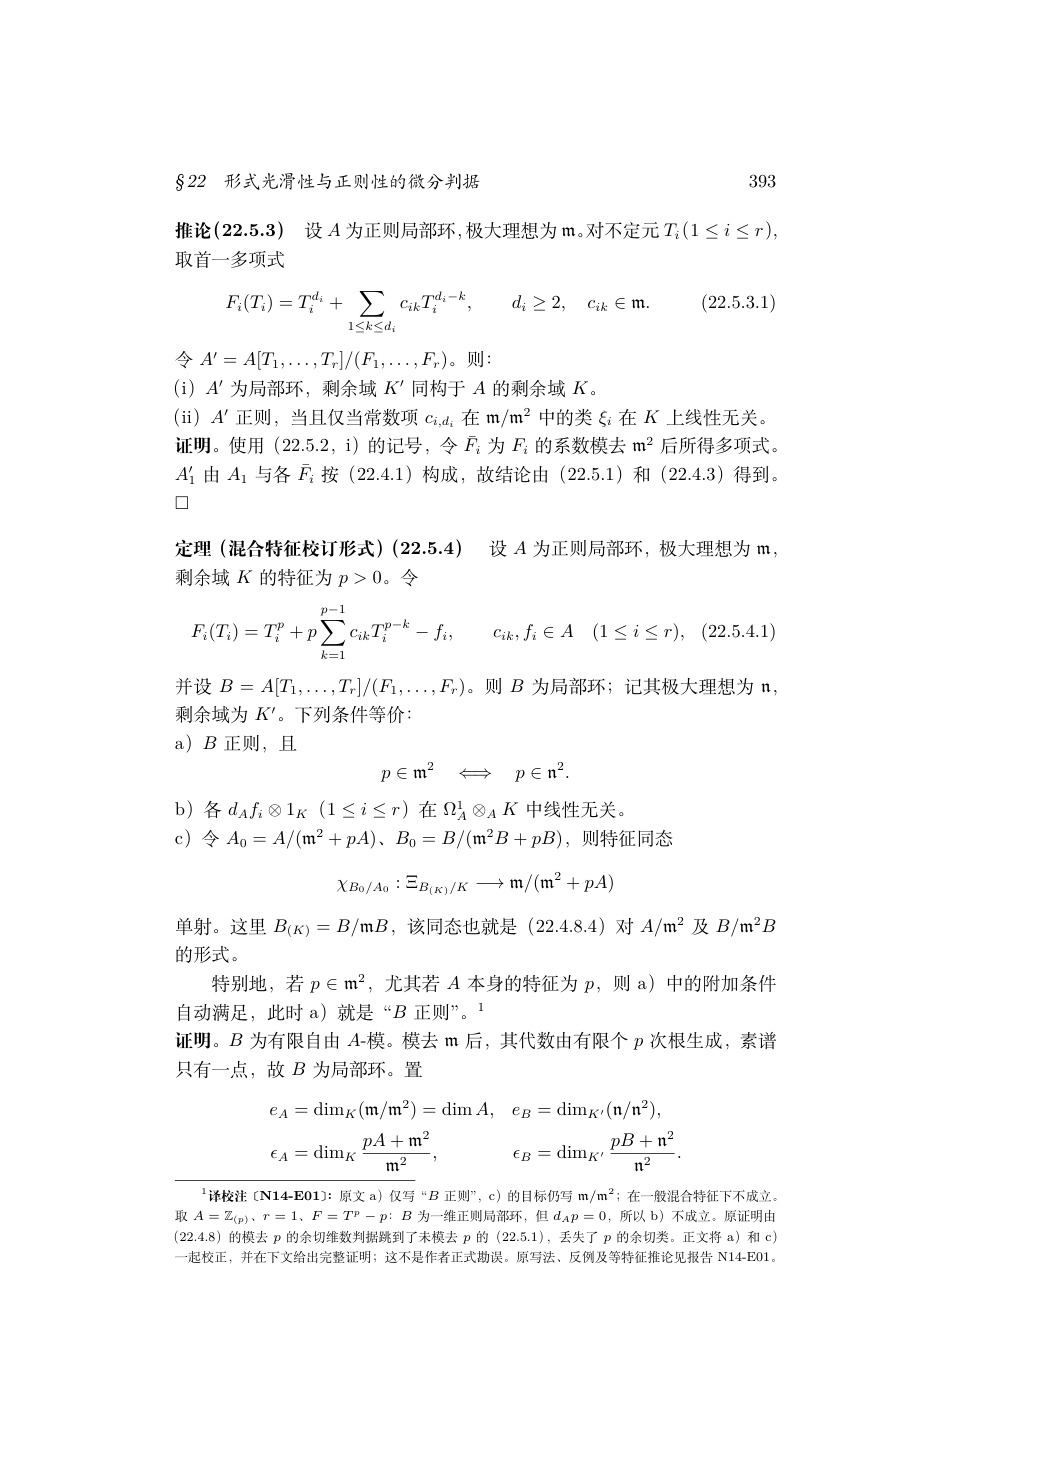 §22 形式光滑性与正则性的微分判据 393
推论(22.5.3) 设 A 为正则局部环,极大理想为 𝔪。对不定元 T_i(1 ≤ i ≤ r),
取首一多项式
F_i(T_i) = T_i^{d_i} + ∑_{1≤k≤d_i} c_{ik}T_i^{d_i−k}, d_i ≥ 2, c_{ik} ∈ 𝔪. (22.5.3.1)
令 A′ = A[T_1, . . . , T_r]/(F_1, . . . , F_r)。则:
(i) A′ 为局部环，剩余域 K′ 同构于 A 的剩余域 K。
(ii) A′ 正则，当且仅当常数项 c_{i,d_i} 在 𝔪/𝔪^2 中的类 ξ_i 在 K 上线性无关。
证明。使用（22.5.2，i）的记号，令 F̄_i 为 F_i 的系数模去 𝔪^2 后所得多项式。
A′_1 由 A_1 与各 F̄_i 按（22.4.1）构成，故结论由（22.5.1）和（22.4.3）得到。
□
定理（混合特征校订形式）(22.5.4) 设 A 为正则局部环，极大理想为 𝔪，
剩余域 K 的特征为 p > 0。令
F_i(T_i) = T_i^p + p ∑_{k=1}^{p−1} c_{ik}T_i^{p−k} − f_i, c_{ik}, f_i ∈ A (1 ≤ i ≤ r), (22.5.4.1)
并设 B = A[T_1, . . . , T_r]/(F_1, . . . , F_r)。则 B 为局部环；记其极大理想为 𝔫，
剩余域为 K′。下列条件等价：
a）B 正则，且
p ∈ 𝔪^2 ⟺ p ∈ 𝔫^2.
b）各 d_A f_i ⊗ 1_K（1 ≤ i ≤ r）在 Ω^1_A ⊗_A K 中线性无关。
c）令 A_0 = A/(𝔪^2 + pA)、B_0 = B/(𝔪^2B + pB)，则特征同态
χ_{B_0/A_0} : Ξ_{B_{(K)}/K} ⟶ 𝔪/(𝔪^2 + pA)
单射。这里 B_{(K)} = B/𝔪B，该同态也就是（22.4.8.4）对 A/𝔪^2 及 B/𝔪^2B
的形式。
特别地，若 p ∈ 𝔪^2，尤其若 A 本身的特征为 p，则 a）中的附加条件
自动满足，此时 a）就是“B 正则”。^1
证明。B 为有限自由 A-模。模去 𝔪 后，其代数由有限个 p 次根生成，素谱
只有一点，故 B 为局部环。置
e_A = dim_K(𝔪/𝔪^2) = dim A, e_B = dim_{K′}(𝔫/𝔫^2),
ϵ_A = dim_K \frac{pA + 𝔪^2}{𝔪^2}, ϵ_B = dim_{K′} \frac{pB + 𝔫^2}{𝔫^2}.
^1译校注〔N14-E01〕：原文 a）仅写“B 正则”，c）的目标仍写 𝔪/𝔪^2；在一般混合特征下不成立。
取 A = ℤ_{(p)}、r = 1、F = T^p − p：B 为一维正则局部环，但 d_A p = 0，所以 b）不成立。原证明由
（22.4.8）的模去 p 的余切维数判据跳到了未模去 p 的（22.5.1），丢失了 p 的余切类。正文将 a）和 c）
一起校正，并在下文给出完整证明；这不是作者正式勘误。原写法、反例及等特征推论见报告 N14-E01。